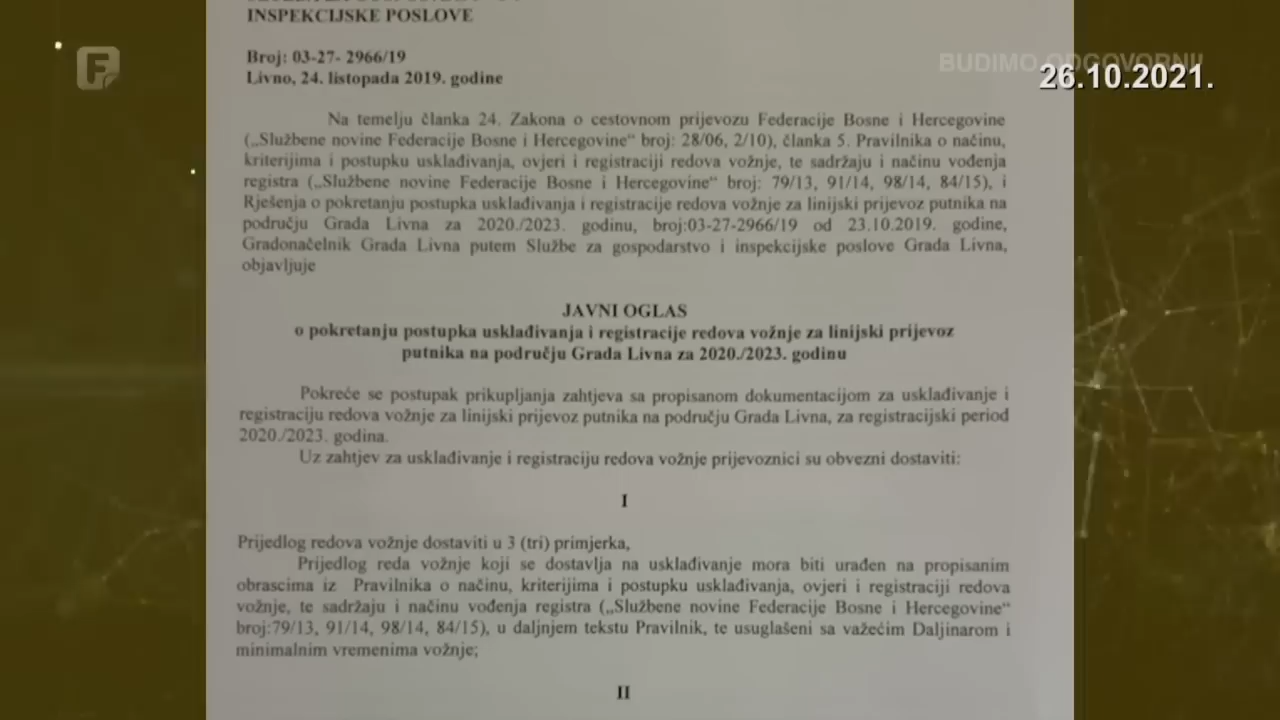 INSPEKCIJSKE POSLOVE
Broj: 03-27- 2966/19
Livno, 24. listopada 2019. godine
BUDIMO ODGOVORNI!
26.10.2021.
F
Na temelju članka 24. Zakona o cestovnom prijevozu Federacije Bosne i Hercegovine
(„Službene novine Federacije Bosne i Hercegovine“ broj: 28/06, 2/10), članka 5. Pravilnika o načinu,
kriterijima i postupku usklađivanja, ovjeri i registraciji redova vožnje, te sadržaju i načinu vođenja
registra („Službene novine Federacije Bosne i Hercegovine“ broj: 79/13, 91/14, 98/14, 84/15), i
Rješenja o pokretanju postupka usklađivanja i registracije redova vožnje za linijski prijevoz putnika na
području Grada Livna za 2020./2023. godinu, broj:03-27-2966/19 od 23.10.2019. godine,
Gradonačelnik Grada Livna putem Službe za gospodarstvo i inspekcijske poslove Grada Livna,
objavljuje
JAVNI OGLAS
o pokretanju postupka usklađivanja i registracije redova vožnje za linijski prijevoz
putnika na području Grada Livna za 2020./2023. godinu
Pokreće se postupak prikupljanja zahtjeva sa propisanom dokumentacijom za usklađivanje i
registraciju redova vožnje za linijski prijevoz putnika na području Grada Livna, za registracijski period
2020./2023. godina.
Uz zahtjev za usklađivanje i registraciju redova vožnje prijevoznici su obvezni dostaviti:
I
Prijedlog redova vožnje dostaviti u 3 (tri) primjerka,
Prijedlog reda vožnje koji se dostavlja na usklađivanje mora biti urađen na propisanim
obrascima iz Pravilnika o načinu, kriterijima i postupku usklađivanja, ovjeri i registraciji redova
vožnje, te sadržaju i načinu vođenja registra („Službene novine Federacije Bosne i Hercegovine“
broj:79/13, 91/14, 98/14, 84/15), u daljnjem tekstu Pravilnik, te usuglašeni sa važećim Daljinarom i
minimalnim vremenima vožnje;
II